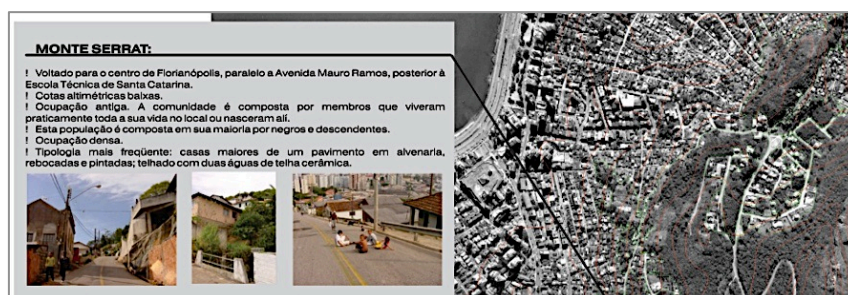 MONTE SERRAT:
! Voltado para o centro de Florianópolis, paralelo a Avenida Mauro Ramos, posterior à
Escola Técnica de Santa Catarina.
! Cotas altimétricas baixas.
! Ocupação antiga. A comunidade é composta por membros que viveram
praticamente toda a sua vida no local ou nasceram alí.
! Esta população é composta em sua maioria por negros e descendentes.
! Ocupação densa.
! Tipologia mais freqüente: casas maiores de um pavimento em alvenaria,
rebocadas e pintadas; telhado com duas águas de telha cerâmica.